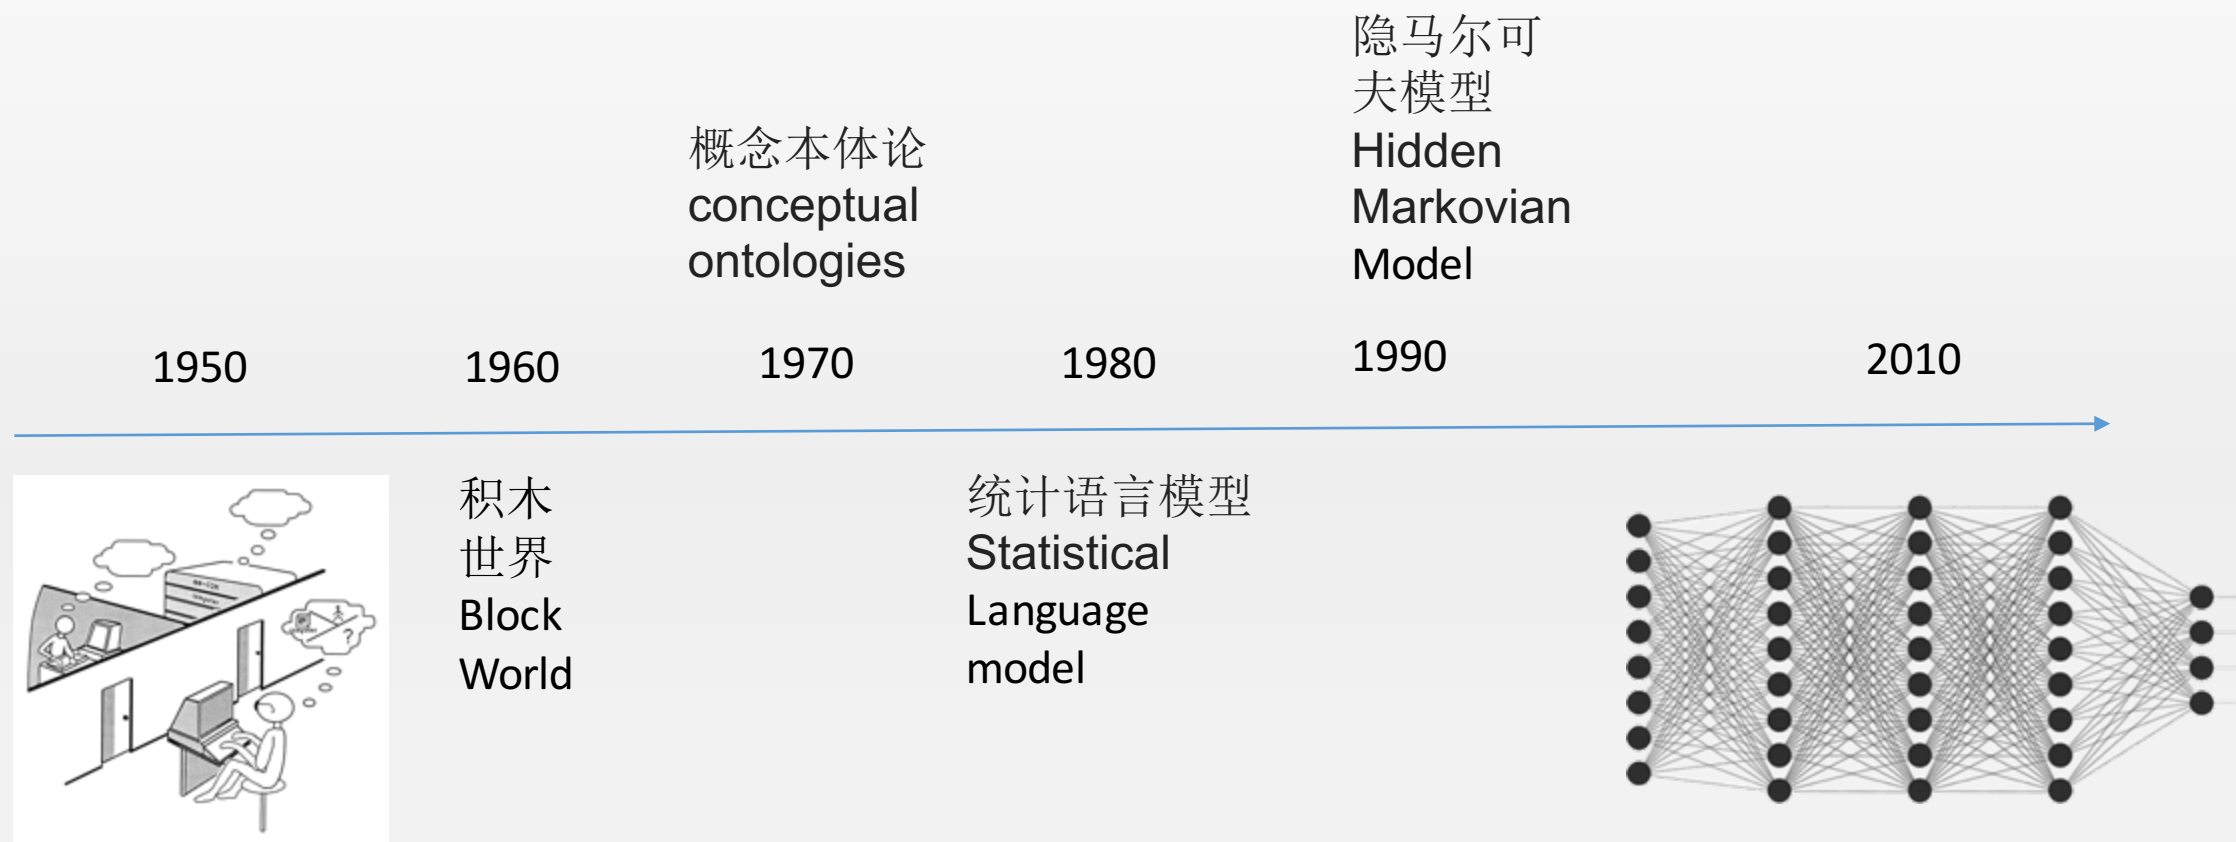 隐马尔可
夫模型
Hidden
Markovian
Model
概念本体论
conceptual
ontologies
1950
1960
1970
1980
1990
2010
积木
世界
Block
World
统计语言模型
Statistical
Language
model
?